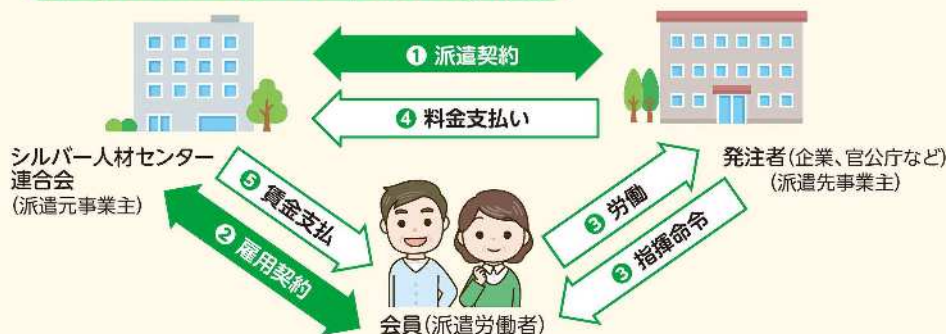 ❶ 派遣契約
❹ 料金支払い
シルバー人材センター
連合会
(派遣元事業主)
発注者(企業、官公庁など)
(派遣先事業主)
❺ 賃金支払
❷ 雇用契約
❸ 労働
❸ 指揮命令
会員(派遣労働者)